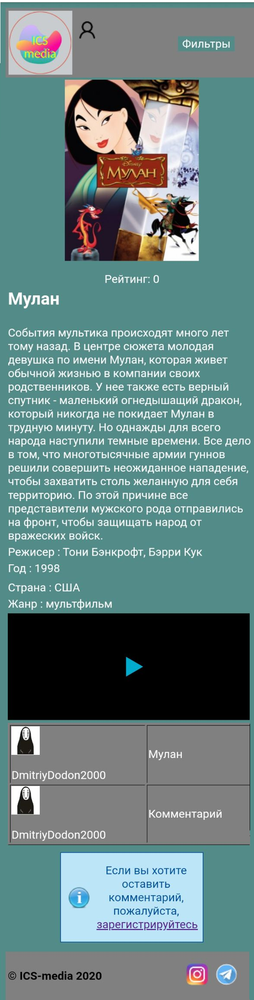 ICS
media
Фильтры
Disney
МУЛАН
Рейтинг: 0
Мулан
События мультика происходят много лет
тому назад. В центре сюжета молодая
девушка по имени Мулан, которая живет
обычной жизнью в компании своих
родственников. У нее также есть верный
спутник - маленький огнедышащий дракон,
который никогда не покидает Мулан в
трудную минуту. Но однажды для всего
народа наступили темные времени. Все дело
в том, что многотысячные армии гуннов
решили совершить неожиданное нападение,
чтобы захватить столь желанную для себя
территорию. По этой причине все
представители мужского рода отправились
на фронт, чтобы защищать народ от
вражеских войск.
Режисер : Тони Бэнкрофт, Бэрри Кук
Год : 1998
Страна : США
Жанр : мультфильм
DmitriyDodon2000
Мулан
DmitriyDodon2000
Комментарий
Если вы хотите
оставить
комментарий,
пожалуйста,
зарегистрируйтесь
© ICS-media 2020